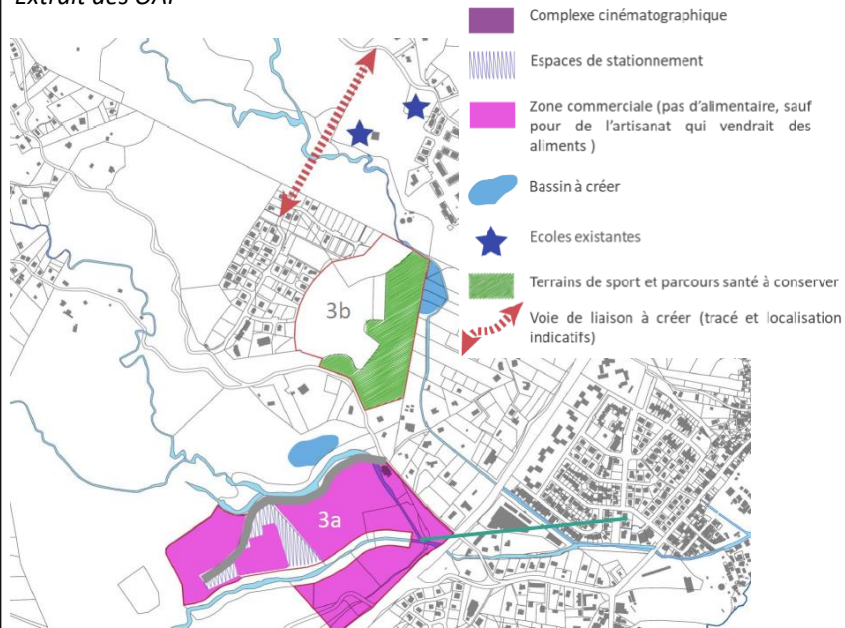 Extrait des OAP
Complexe cinématographique
Espaces de stationnement
Zone commerciale (pas d'alimentaire, sauf
pour de l'artisanat qui vendrait des
aliments )
Bassin à créer
Ecoles existantes
Terrains de sport et parcours santé à conserver
Voie de liaison à créer (tracé et localisation
indicatifs)
3b
3a